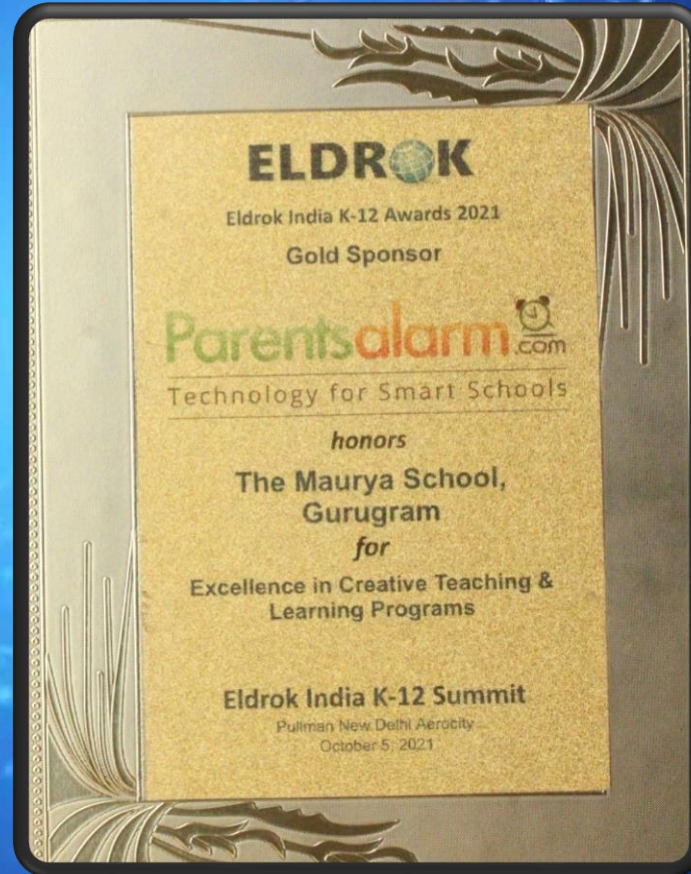 ELDROK
Eldrok India K-12 Awards 2021
Gold Sponsor
Parentsalarm.com
Technology for Smart Schools
honors
The Maurya School,
Gurugram
for
Excellence in Creative Teaching &
Learning Programs
Eldrok India K-12 Summit
Pullman New Delhi Aerocity
October 5, 2021